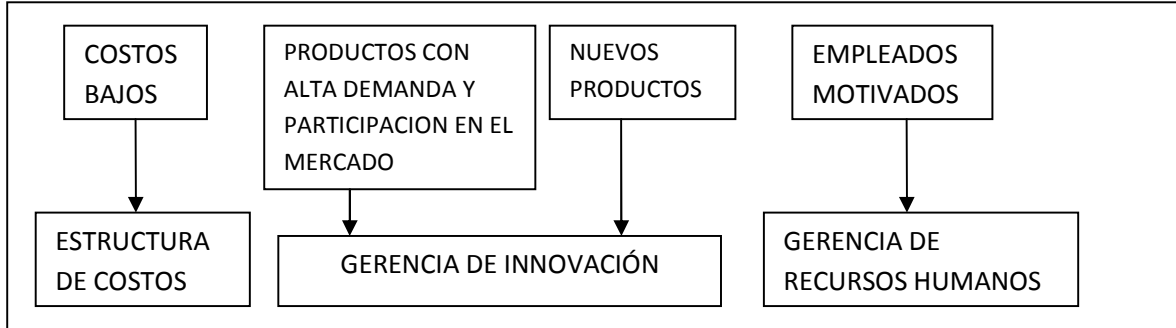 COSTOS
BAJOS
PRODUCTOS CON
ALTA DEMANDA Y
PARTICIPACION EN EL
MERCADO
NUEVOS
PRODUCTOS
EMPLEADOS
MOTIVADOS
ESTRUCTURA
DE COSTOS
GERENCIA DE INNOVACIÓN
GERENCIA DE
RECURSOS HUMANOS